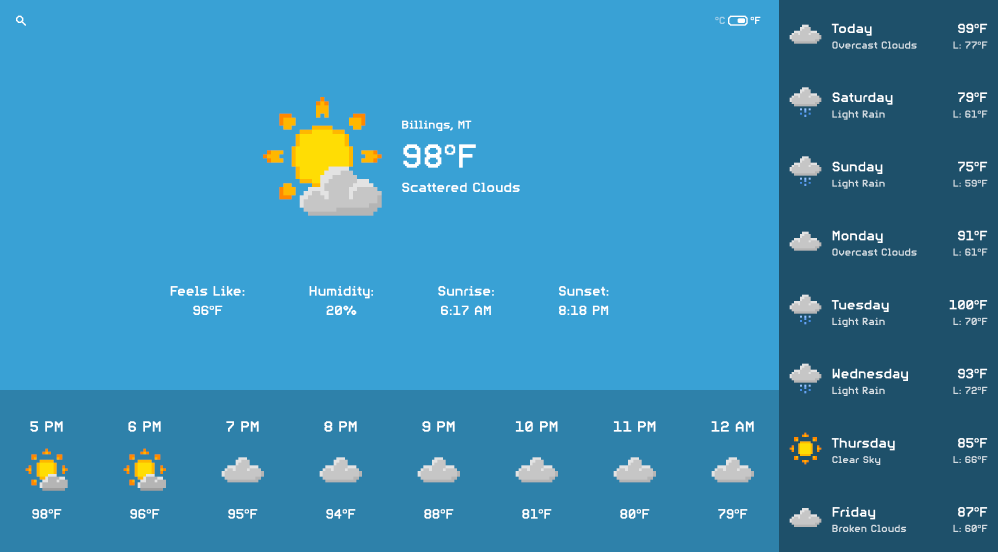 °C °F
Billings, MT
98°F
Scattered Clouds
Feels Like: Humidity: Sunrise: Sunset:
96°F 20% 6:17 AM 8:18 PM
5 PM 6 PM 7 PM 8 PM 9 PM 10 PM 11 PM 12 AM
98°F 96°F 95°F 94°F 88°F 81°F 80°F 79°F
Today 99°F
Overcast Clouds L: 77°F
Saturday 79°F
Light Rain L: 61°F
Sunday 75°F
Light Rain L: 59°F
Monday 91°F
Overcast Clouds L: 61°F
Tuesday 100°F
Light Rain L: 70°F
Wednesday 93°F
Light Rain L: 72°F
Thursday 85°F
Clear Sky L: 66°F
Friday 87°F
Broken Clouds L: 60°F